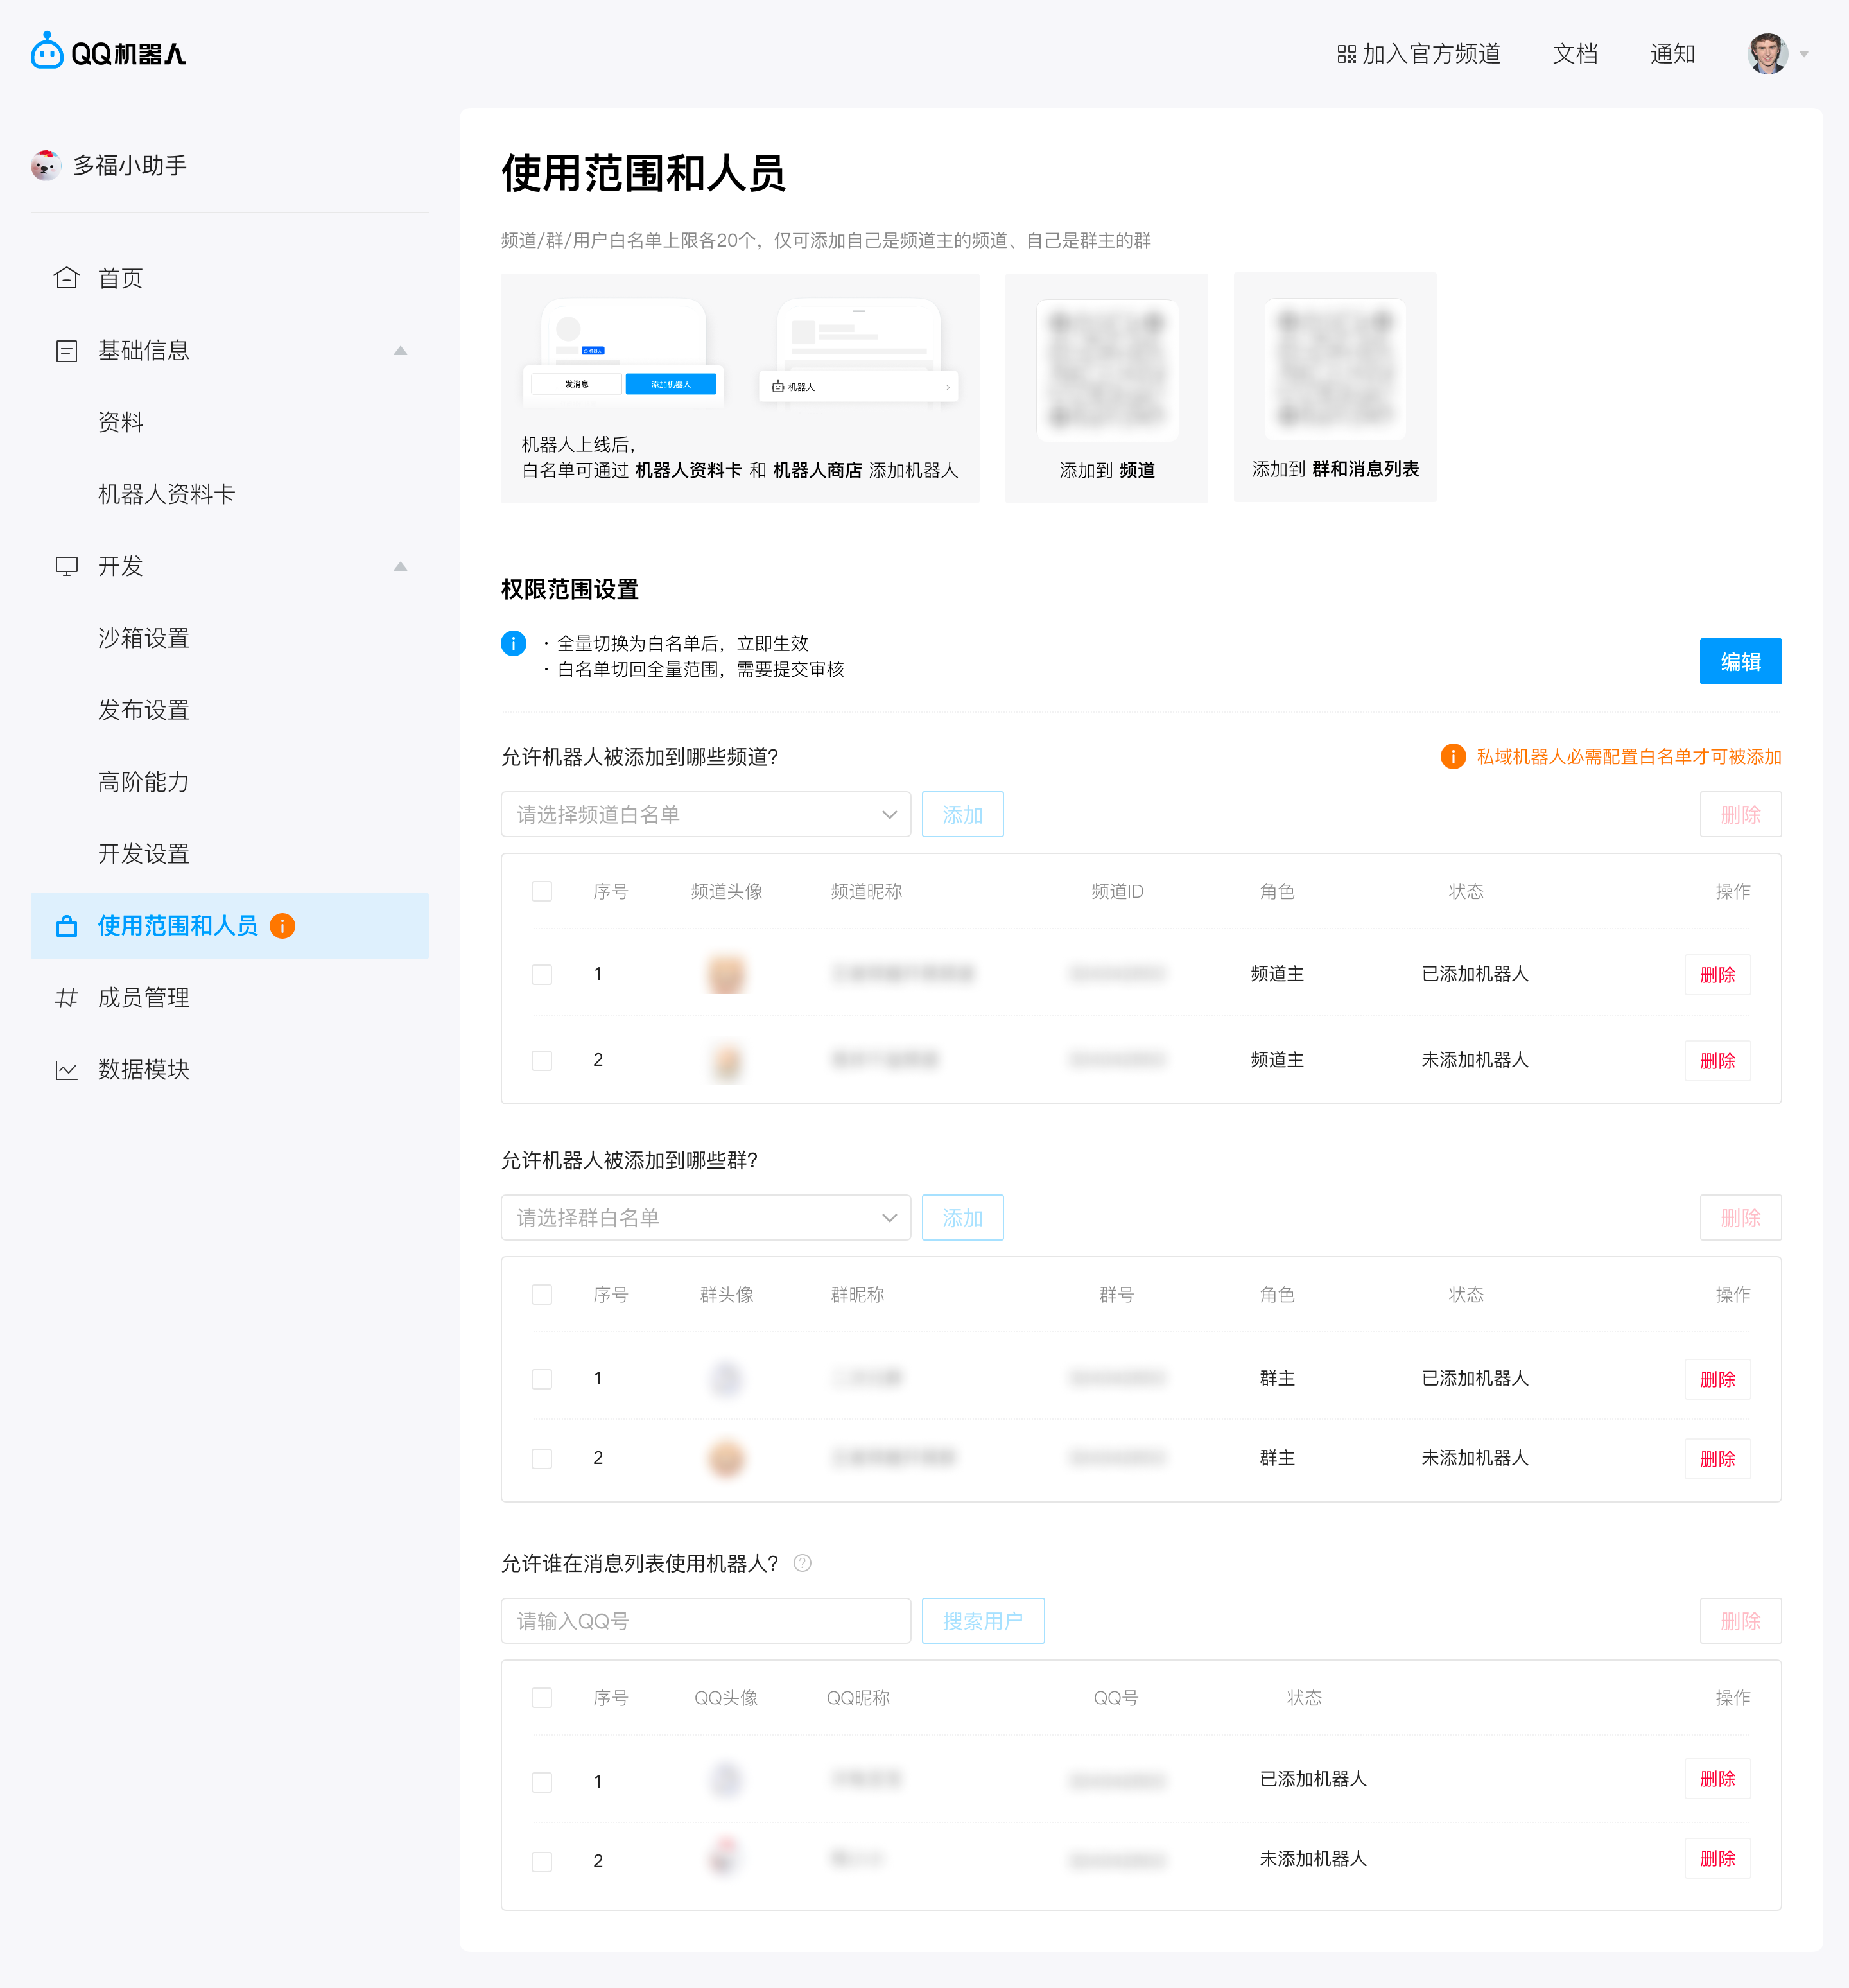 QQ机器人
加入官方频道 文档 通知
多福小助手
首页
基础信息
资料
机器人资料卡
开发
沙箱设置
发布设置
高阶能力
开发设置
使用范围和人员
成员管理
数据模块
使用范围和人员
频道/群/用户白名单上限各20个，仅可添加自己是频道主的频道、自己是群主的群
机器人
发消息 添加机器人
机器人
机器人上线后，
白名单可通过 机器人资料卡 和 机器人商店 添加机器人
添加到 频道
添加到 群和消息列表
权限范围设置
· 全量切换为白名单后，立即生效
· 白名单切回全量范围，需要提交审核
编辑
允许机器人被添加到哪些频道?
私域机器人必需配置白名单才可被添加
请选择频道白名单 添加 删除
序号 频道头像 频道昵称 频道ID 角色 状态 操作
1 频道主 已添加机器人 删除
2 频道主 未添加机器人 删除
允许机器人被添加到哪些群?
请选择群白名单 添加 删除
序号 群头像 群昵称 群号 角色 状态 操作
1 群主 已添加机器人 删除
2 群主 未添加机器人 删除
允许谁在消息列表使用机器人?
请输入QQ号 搜索用户 删除
序号 QQ头像 QQ昵称 QQ号 状态 操作
1 已添加机器人 删除
2 未添加机器人 删除